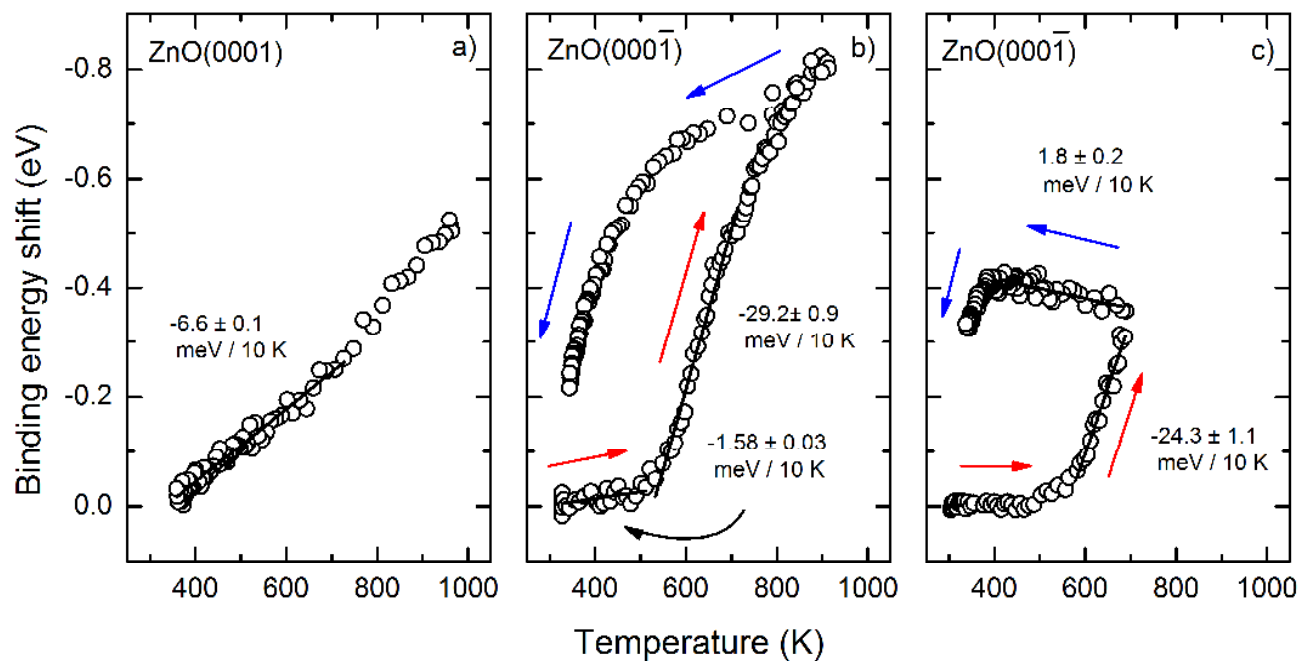 Binding energy shift (eV)
-0.8
-0.6
-0.4
-0.2
0.0
ZnO(0001)
a)
-6.6 ± 0.1
meV / 10 K
400 600 800 1000
ZnO(0001̄)
b)
-29.2± 0.9
meV / 10 K
-1.58 ± 0.03
meV / 10 K
400 600 800 1000
ZnO(0001̄)
c)
1.8 ± 0.2
meV / 10 K
-24.3 ± 1.1
meV / 10 K
400 600 800 1000
Temperature (K)